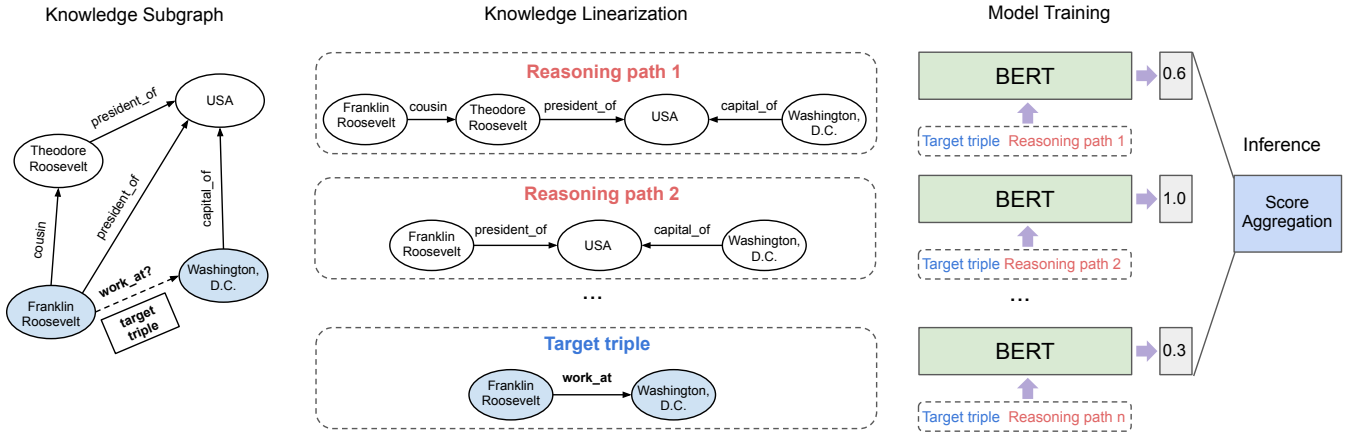 Knowledge Subgraph
president_of
USA
Theodore
Roosevelt
president_of
capital_of
cousin
work_at?
Washington,
D.C.
Franklin
Roosevelt
target
triple
Knowledge Linearization
Reasoning path 1
Franklin
Roosevelt
cousin
Theodore
Roosevelt
president_of
USA
capital_of
Washington,
D.C.
Reasoning path 2
Franklin
Roosevelt
president_of
USA
capital_of
Washington,
D.C.
...
Target triple
Franklin
Roosevelt
work_at
Washington,
D.C.
Model Training
BERT
0.6
Target triple Reasoning path 1
BERT
1.0
Target triple Reasoning path 2
...
BERT
0.3
Target triple Reasoning path n
Inference
Score
Aggregation